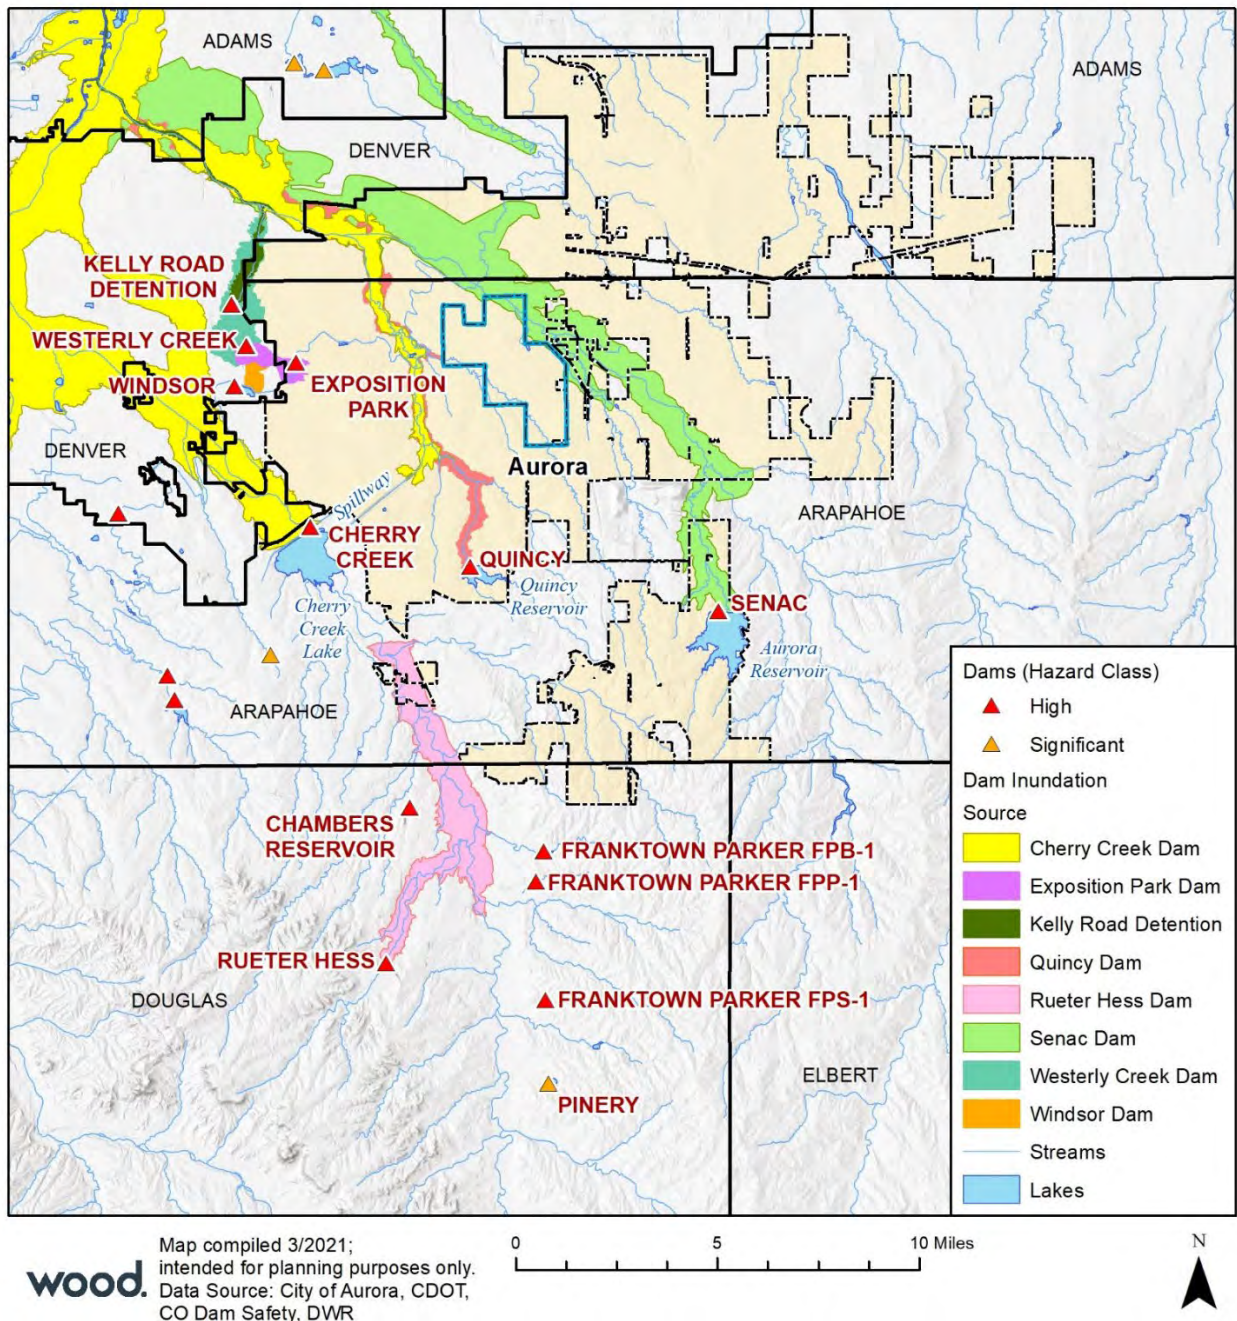 ADAMS
ADAMS
DENVER
KELLY ROAD
DETENTION
WESTERLY CREEK
WINDSOR
EXPOSITION
PARK
DENVER
Aurora
Spillway
ARAPAHOE
CHERRY
CREEK
QUINCY
Quincy
Reservoir
Cherry
Creek
Lake
SENAC
Aurora
Reservoir
ARAPAHOE
CHAMBERS
RESERVOIR
FRANKTOWN PARKER FPB-1
FRANKTOWN PARKER FPP-1
RUETER HESS
FRANKTOWN PARKER FPS-1
DOUGLAS
ELBERT
PINERY
Dams (Hazard Class)
High
Significant
Dam Inundation
Source
Cherry Creek Dam
Exposition Park Dam
Kelly Road Detention
Quincy Dam
Rueter Hess Dam
Senac Dam
Westerly Creek Dam
Windsor Dam
Streams
Lakes
wood.
Map compiled 3/2021;
intended for planning purposes only.
Data Source: City of Aurora, CDOT,
CO Dam Safety, DWR
0 5 10 Miles
N